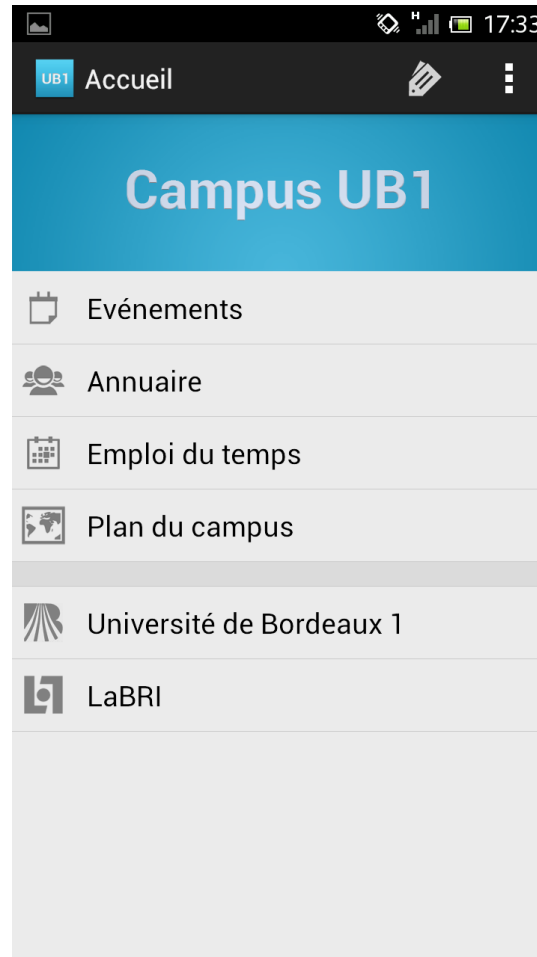 H 17:33
UB1 Accueil
Campus UB1
Evénements
Annuaire
Emploi du temps
Plan du campus
Université de Bordeaux 1
LaBRI